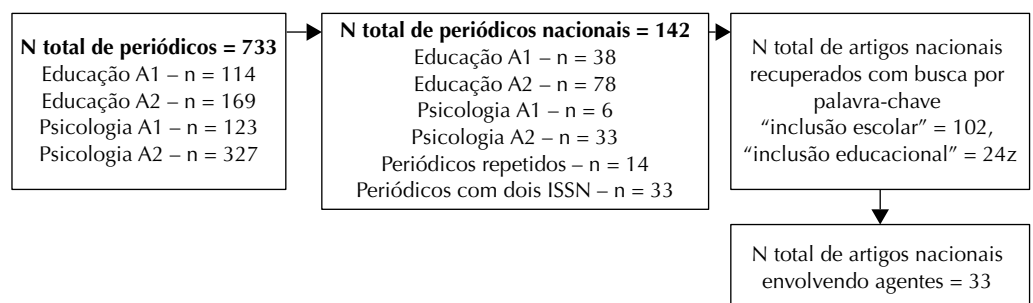 N total de periódicos = 733
Educação A1 – n = 114
Educação A2 – n = 169
Psicologia A1 – n = 123
Psicologia A2 – n = 327
N total de periódicos nacionais = 142
Educação A1 – n = 38
Educação A2 – n = 78
Psicologia A1 – n = 6
Psicologia A2 – n = 33
Periódicos repetidos – n = 14
Periódicos com dois ISSN – n = 33
N total de artigos nacionais
recuperados com busca por
palavra-chave
“inclusão escolar” = 102,
“inclusão educacional” = 24z
N total de artigos nacionais
envolvendo agentes = 33